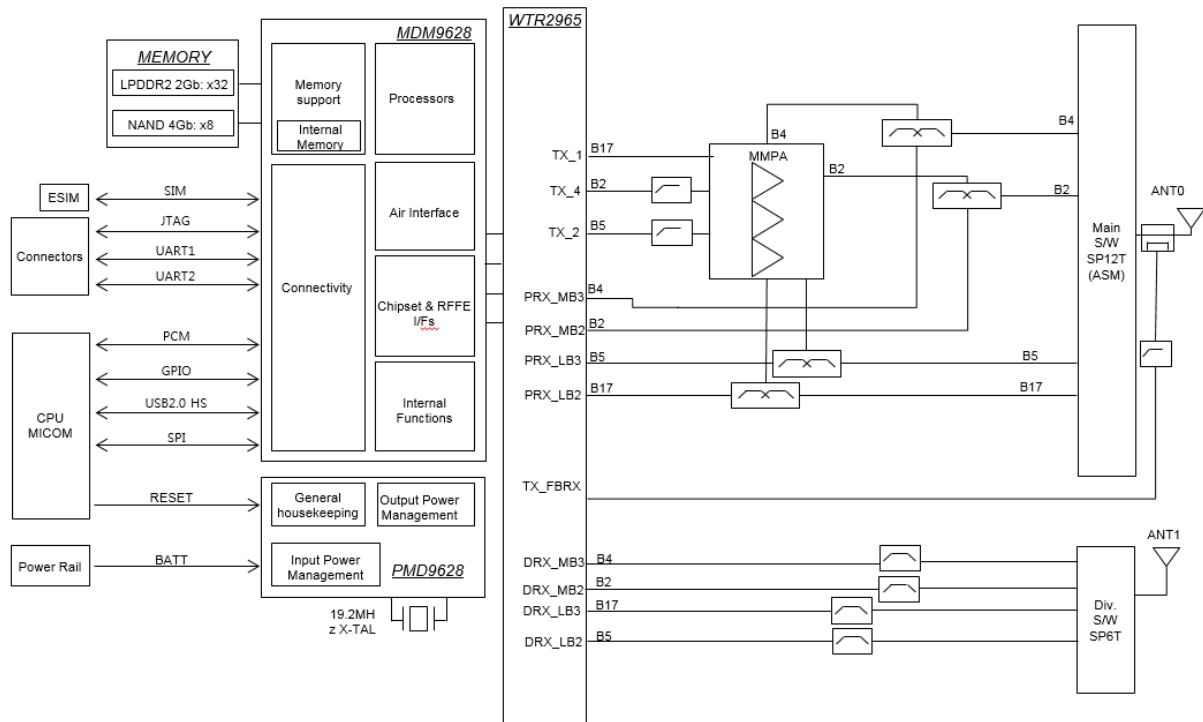 MEMORY
LPDDR2 2Gb: x32
NAND 4Gb: x8
MDM9628
Memory
support
Internal
Memory
Processors
Connectivity
Air Interface
Chipset & RFFE
I/Fs
Internal
Functions
ESIM
SIM
Connectors
JTAG
UART1
UART2
CPU
MICOM
PCM
GPIO
USB2.0 HS
SPI
RESET
Power Rail
BATT
General
housekeeping
Output Power
Management
Input Power
Management
PMD9628
19.2MH
z X-TAL
WTR2965
TX_1
B17
TX_4
B2
TX_2
B5
PRX_MB3
B4
PRX_MB2
B2
PRX_LB3
B5
PRX_LB2
B17
TX_FBRX
DRX_MB3
B4
DRX_MB2
B2
DRX_LB3
B17
DRX_LB2
B5
MMPA
B4
B2
B4
B2
B5
B17
Main
S/W
SP12T
(ASM)
ANT0
ANT1
Div.
S/W
SP6T